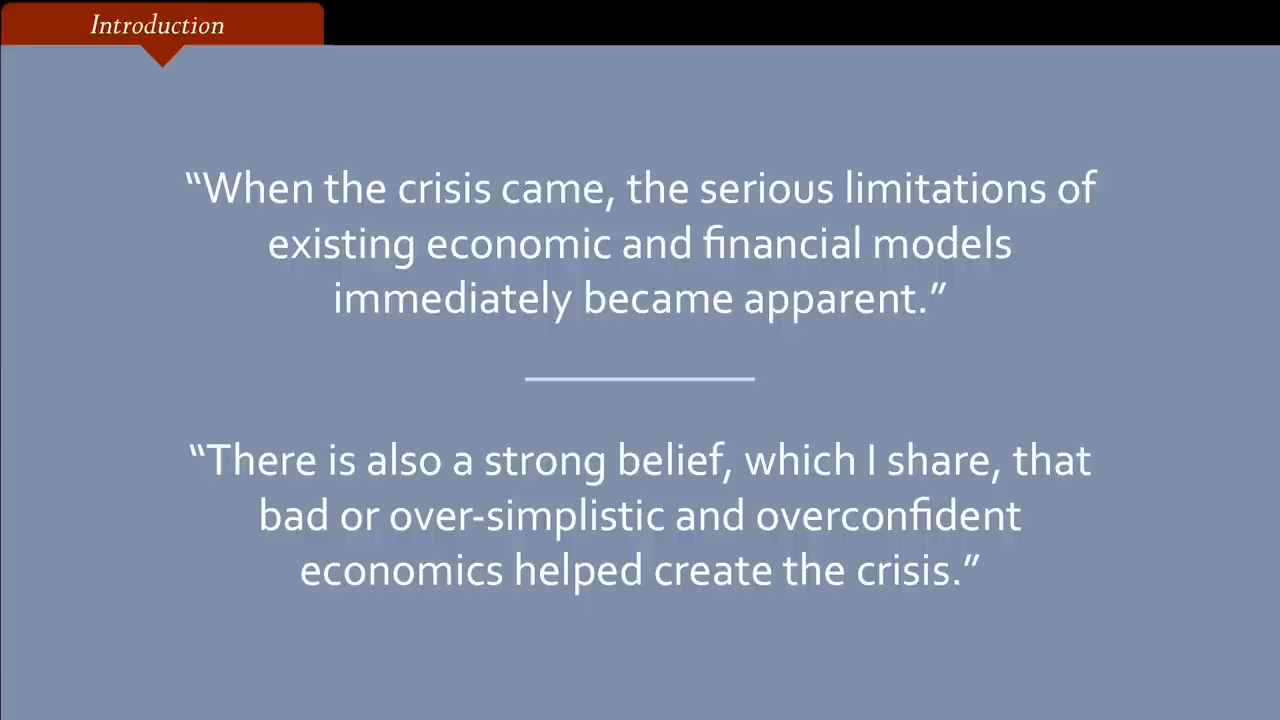 Introduction
“When the crisis came, the serious limitations of
existing economic and financial models
immediately became apparent.”
“There is also a strong belief, which I share, that
bad or over-simplistic and overconfident
economics helped create the crisis.”